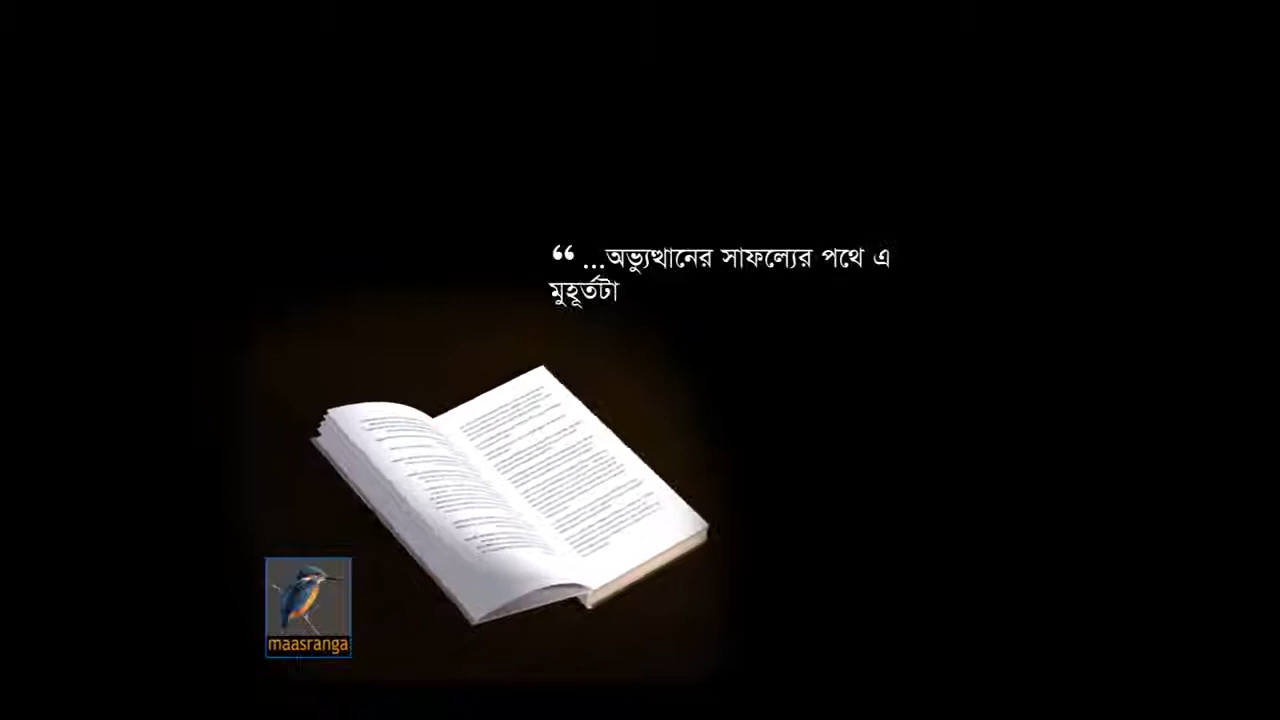 “ ...অভ্যুত্থানের সাফল্যের পথে এ
মুহূর্তটা
maasranga